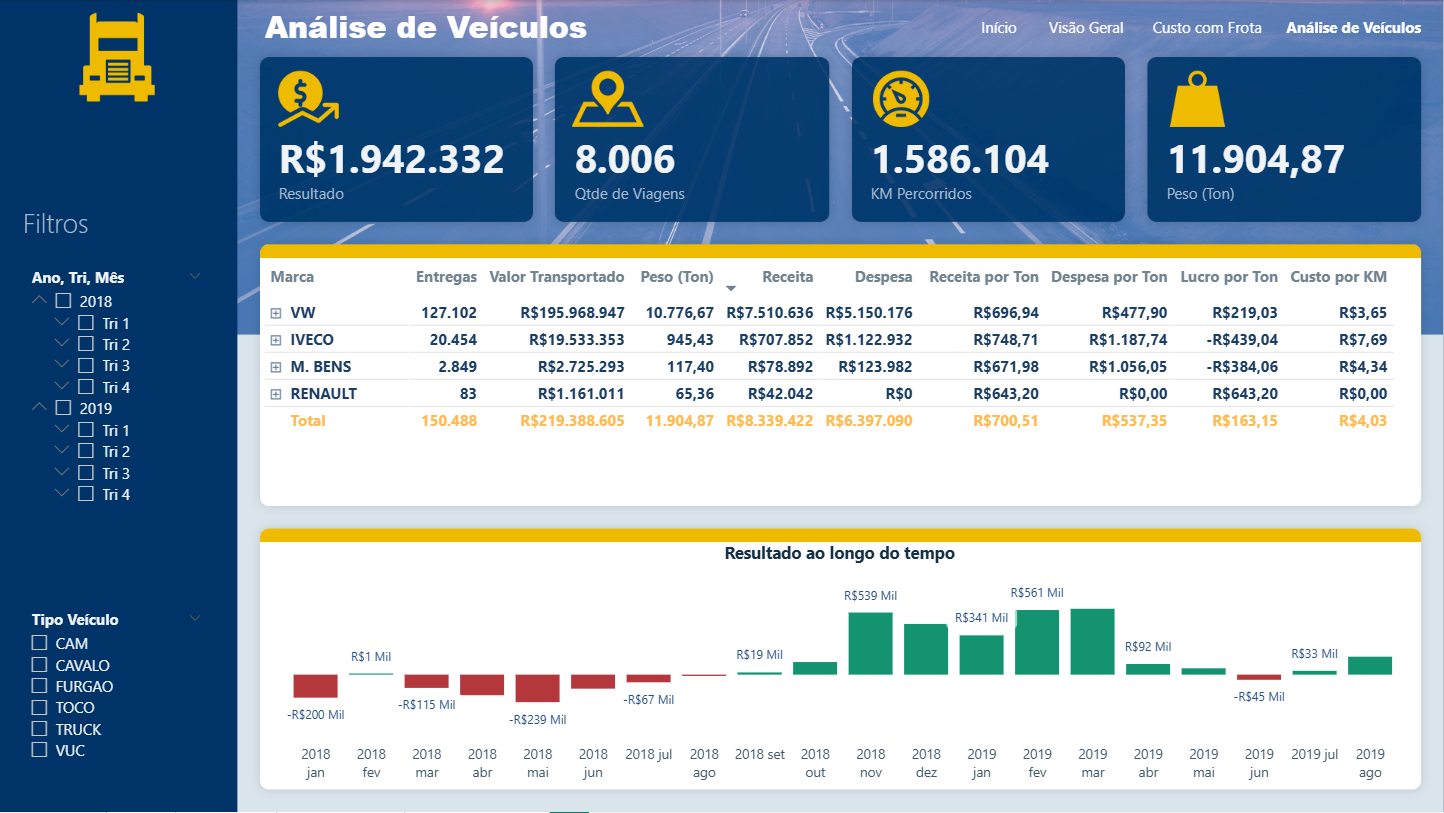 Análise de Veículos
Início Visão Geral Custo com Frota Análise de Veículos
R$1.942.332
Resultado
8.006
Qtde de Viagens
1.586.104
KM Percorridos
11.904,87
Peso (Ton)
Filtros
Ano, Tri, Mês
2018
Tri 1
Tri 2
Tri 3
Tri 4
2019
Tri 1
Tri 2
Tri 3
Tri 4
Tipo Veículo
CAM
CAVALO
FURGAO
TOCO
TRUCK
VUC
Marca Entregas Valor Transportado Peso (Ton) Receita Despesa Receita por Ton Despesa por Ton Lucro por Ton Custo por KM
VW 127.102 R$195.968.947 10.776,67 R$7.510.636 R$5.150.176 R$696,94 R$477,90 R$219,03 R$3,65
IVECO 20.454 R$19.533.353 945,43 R$707.852 R$1.122.932 R$748,71 R$1.187,74 -R$439,04 R$7,69
M. BENS 2.849 R$2.725.293 117,40 R$78.892 R$123.982 R$671,98 R$1.056,05 -R$384,06 R$4,34
RENAULT 83 R$1.161.011 65,36 R$42.042 R$0 R$643,20 R$0,00 R$643,20 R$0,00
Total 150.488 R$219.388.605 11.904,87 R$8.339.422 R$6.397.090 R$700,51 R$537,35 R$163,15 R$4,03
Resultado ao longo do tempo
-R$200 Mil
R$1 Mil
-R$115 Mil
-R$239 Mil
-R$67 Mil
R$19 Mil
R$539 Mil
R$341 Mil
R$561 Mil
R$92 Mil
-R$45 Mil
R$33 Mil
2018 2018 2018 2018 2018 2018 2018 jul 2018 2018 set 2018 2018 2018 2019 2019 2019 2019 2019 2019 2019 jul 2019
jan fev mar abr mai jun ago out nov dez jan fev mar abr mai jun ago